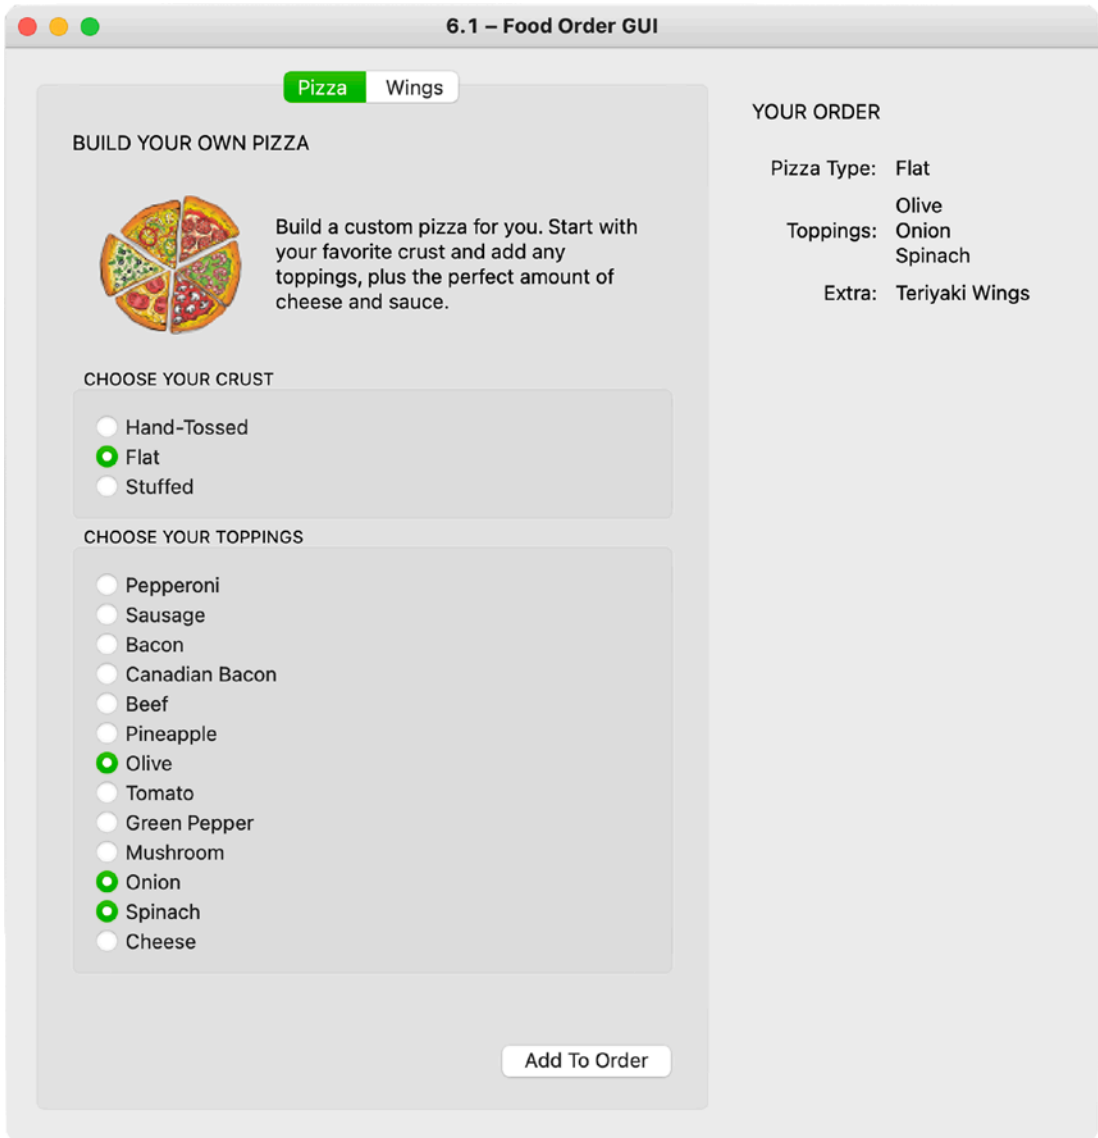 6.1 – Food Order GUI
Pizza
Wings
BUILD YOUR OWN PIZZA
Build a custom pizza for you. Start with
your favorite crust and add any
toppings, plus the perfect amount of
cheese and sauce.
CHOOSE YOUR CRUST
Hand-Tossed
Flat
Stuffed
CHOOSE YOUR TOPPINGS
Pepperoni
Sausage
Bacon
Canadian Bacon
Beef
Pineapple
Olive
Tomato
Green Pepper
Mushroom
Onion
Spinach
Cheese
Add To Order
YOUR ORDER
Pizza Type: Flat
Olive
Toppings: Onion
Spinach
Extra: Teriyaki Wings